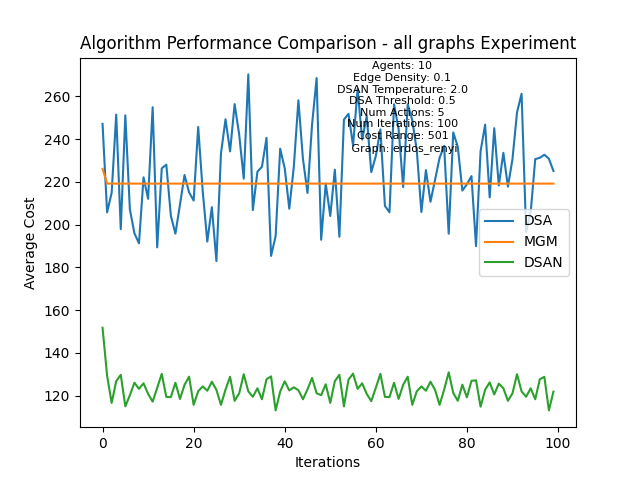 Algorithm Performance Comparison - all graphs Experiment
Agents: 10
Edge Density: 0.1
DSAN Temperature: 2.0
DSA Threshold: 0.5
Num Actions: 5
Num Iterations: 100
Cost Range: 501
Graph: erdos_renyi
260
240
220
200
180
160
140
120
Average Cost
DSA
MGM
DSAN
0
20
40
60
80
100
Iterations